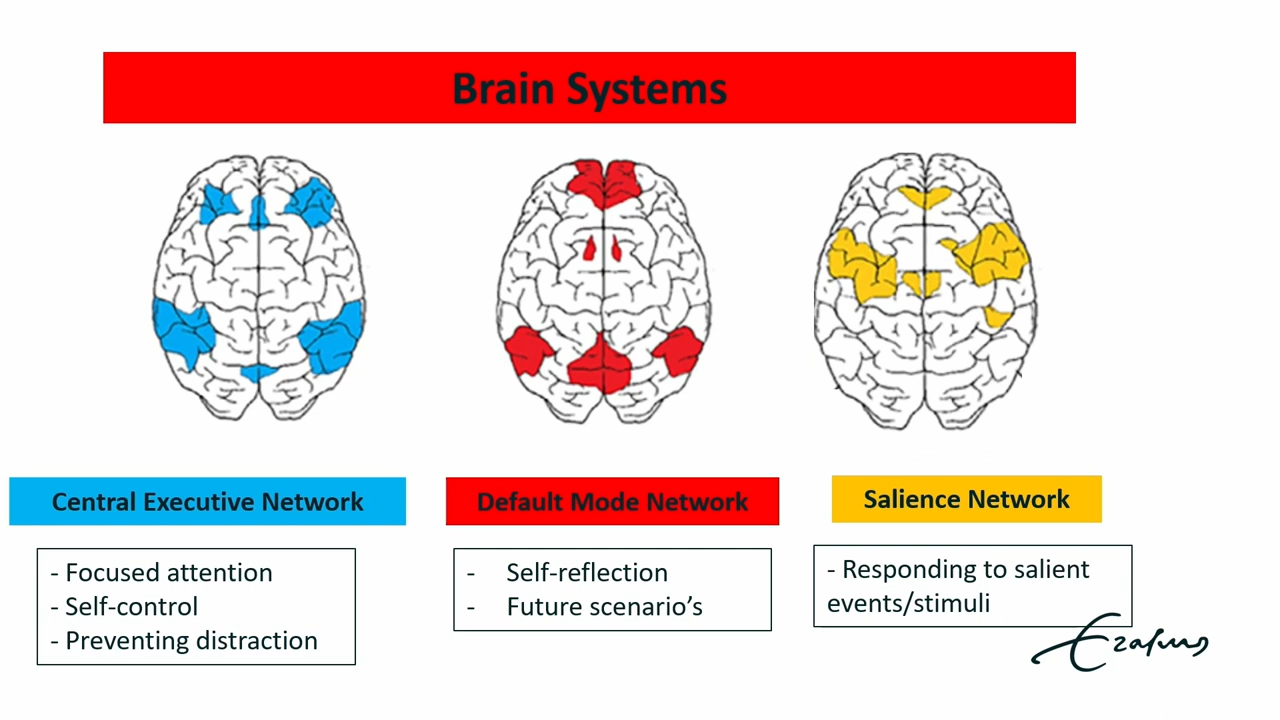 Brain Systems
Central Executive Network
- Focused attention
- Self-control
- Preventing distraction
Default Mode Network
- Self-reflection
- Future scenario’s
Salience Network
- Responding to salient
events/stimuli
Erasmus